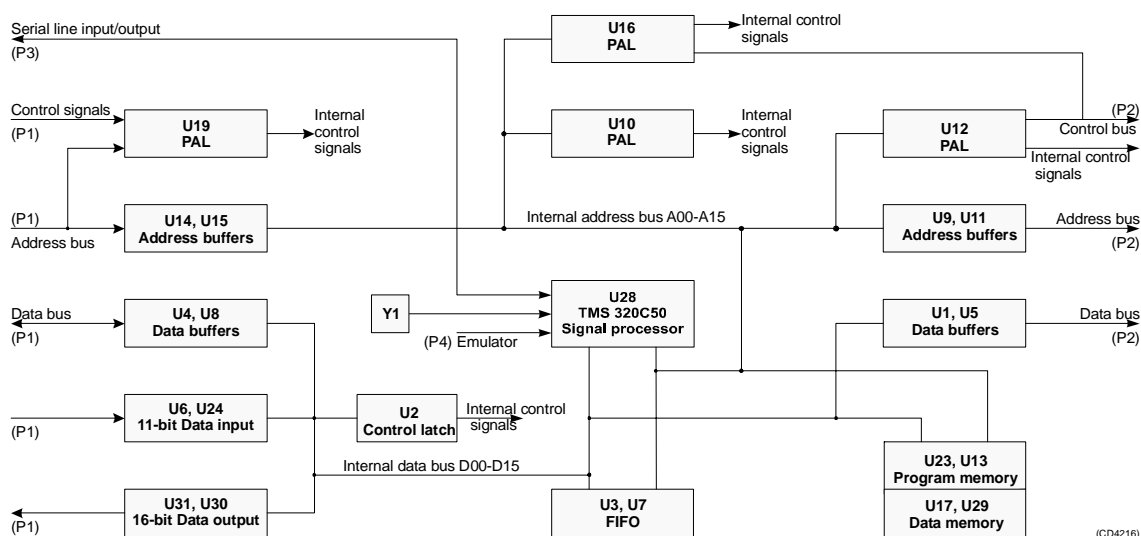 Serial line input/output
(P3)
U16
PAL
Internal control
signals
Control signals
(P1)
U19
PAL
Internal
control
signals
U10
PAL
Internal
control
signals
U12
PAL
(P2)
Control bus
Internal control
signals
(P1)
Address bus
U14, U15
Address buffers
Internal address bus A00-A15
U9, U11
Address buffers
Address bus
(P2)
Data bus
(P1)
U4, U8
Data buffers
Y1
U28
TMS 320C50
Signal processor
(P4) Emulator
U1, U5
Data buffers
Data bus
(P2)
(P1)
U6, U24
11-bit Data input
U2
Control latch
Internal control
signals
Internal data bus D00-D15
U23, U13
Program memory
(P1)
U31, U30
16-bit Data output
U3, U7
FIFO
U17, U29
Data memory
(CD4216)